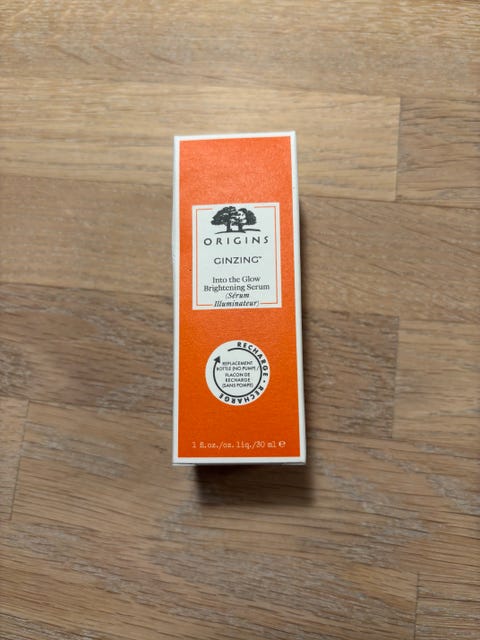 ORIGINS
GINZING™
Into the Glow
Brightening Serum
(Sérum
Illuminateur)
RECHARGE • RECHARGE
REPLACEMENT
BOTTLE (NO PUMP) /
FLACON DE
RECHARGE
(SANS POMPE)
1 fl.oz./oz. liq./30 ml ℮